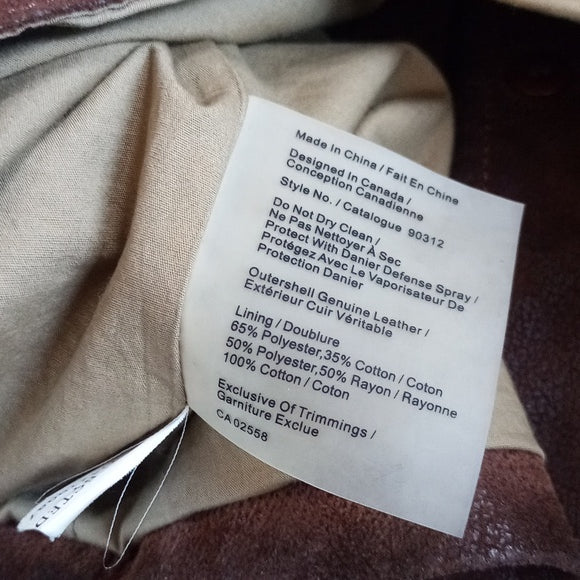 Made In China / Fait En Chine
Designed In Canada /
Conception Canadienne
Style No. / Catalogue 90312
Do Not Dry Clean /
Ne Pas Nettoyer À Sec
Protect With Danier Defense Spray /
Protégez Avec Le Vaporisateur De
Protection Danier
Outershell Genuine Leather /
Extérieur Cuir Véritable
Lining / Doublure
65% Polyester,35% Cotton / Coton
50% Polyester,50% Rayon / Rayonne
100% Cotton / Coton
Exclusive Of Trimmings /
Garniture Exclue
CA 02558